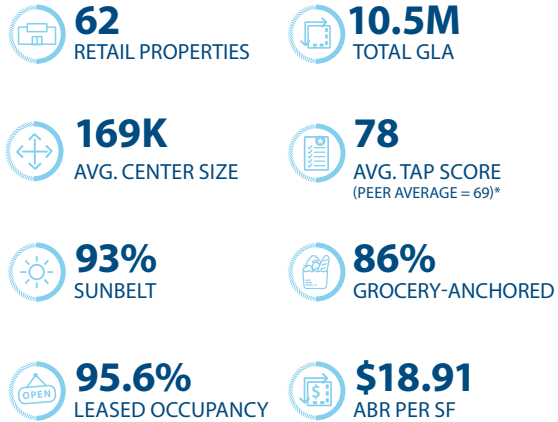 62
RETAIL PROPERTIES
10.5M
TOTAL GLA
169K
AVG. CENTER SIZE
78
AVG. TAP SCORE
(PEER AVERAGE = 69)*
93%
SUNBELT
86%
GROCERY-ANCHORED
OPEN
95.6%
LEASED OCCUPANCY
$
$18.91
ABR PER SF